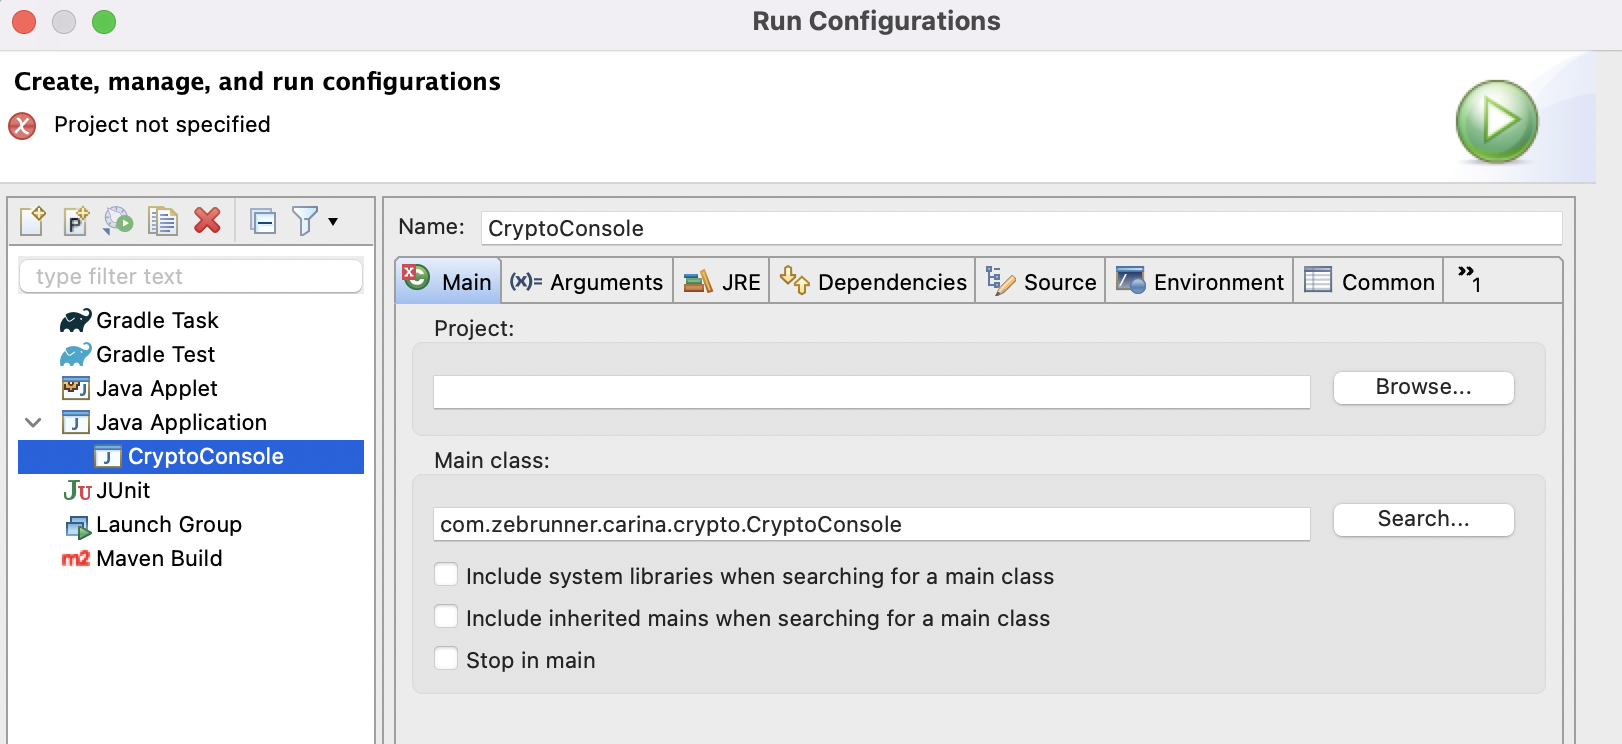 Run Configurations
Create, manage, and run configurations
Project not specified
Name: CryptoConsole
type filter text
Gradle Task
Gradle Test
Java Applet
Java Application
CryptoConsole
JUnit
Launch Group
Maven Build
Main (x)= Arguments JRE Dependencies Source Environment Common »1
Project:
Browse...
Main class:
com.zebrunner.carina.crypto.CryptoConsole Search...
Include system libraries when searching for a main class
Include inherited mains when searching for a main class
Stop in main